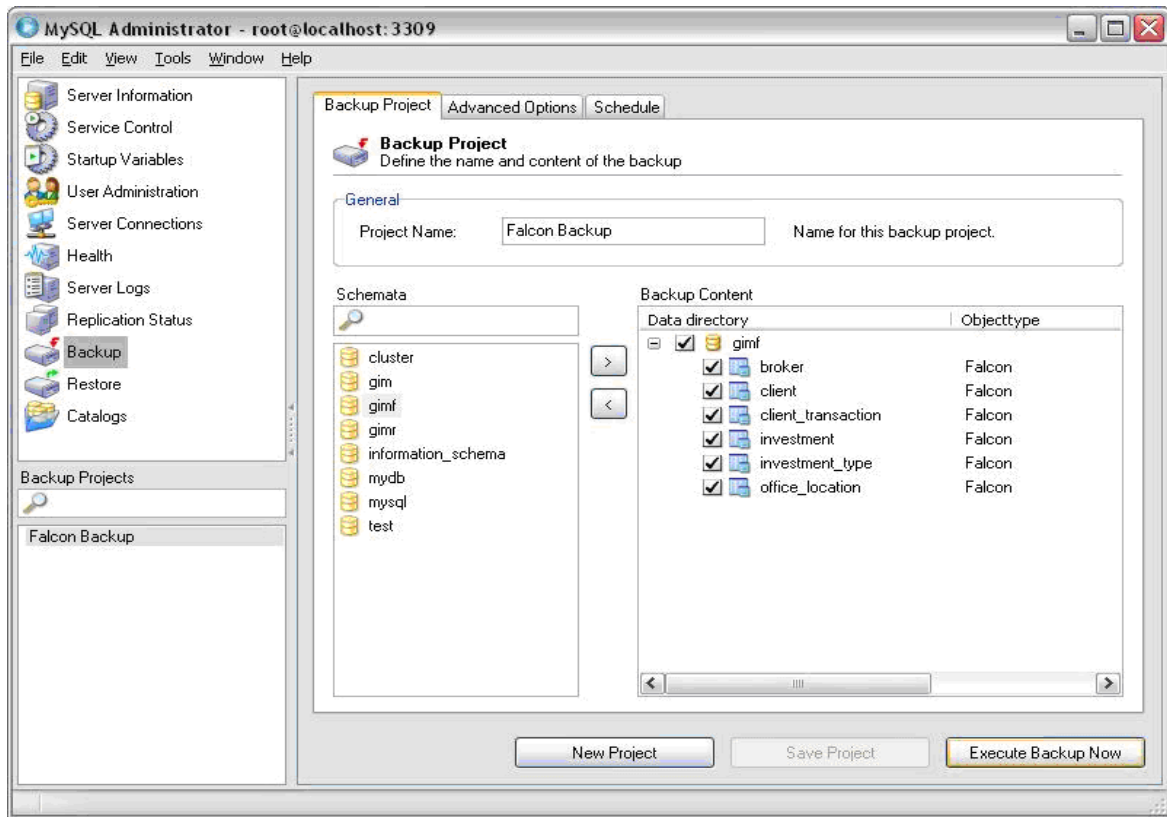 MySQL Administrator - root@localhost:3309
File Edit View Tools Window Help
Server Information
Service Control
Startup Variables
User Administration
Server Connections
Health
Server Logs
Replication Status
Backup
Restore
Catalogs
Backup Projects
Falcon Backup
Backup Project Advanced Options Schedule
Backup Project
Define the name and content of the backup
General
Project Name: Falcon Backup Name for this backup project.
Schemata
cluster
gim
gimf
gimr
information_schema
mydb
mysql
test
>
<
Backup Content
Data directory Objecttype
gimf
broker Falcon
client Falcon
client_transaction Falcon
investment Falcon
investment_type Falcon
office_location Falcon
New Project Save Project Execute Backup Now